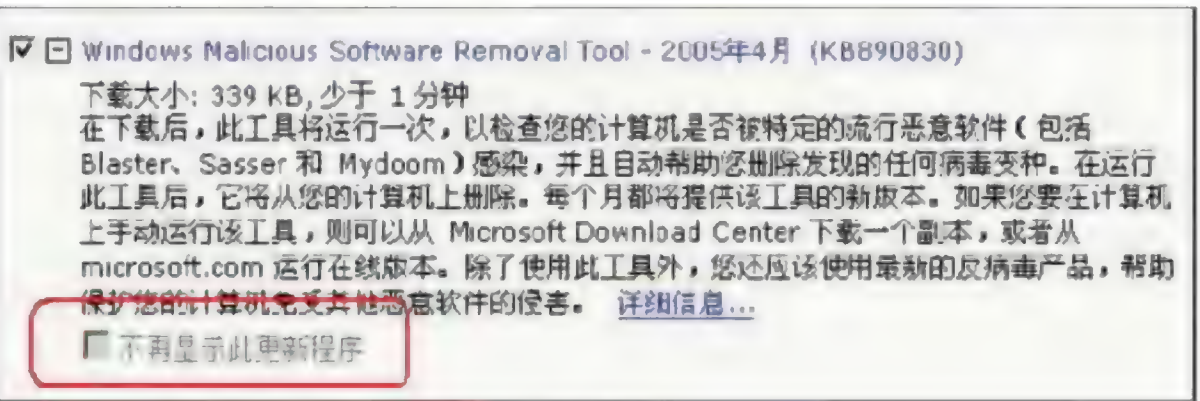 Windows Malicious Software Removal Tool - 2005年4月 (KB890830)
下载大小: 339 KB, 少于 1 分钟
在下载后，此工具将运行一次，以检查您的计算机是否被特定的流行恶意软件（包括
Blaster、Sasser 和 Mydoom）感染，并且自动帮助您删除发现的任何病毒变种。在运行
此工具后，它将从您的计算机上删除。每个月都将提供该工具的新版本。如果您要在计算机
上手动运行该工具，则可以从 Microsoft Download Center 下载一个副本，或者从
microsoft.com 运行在线版本。除了使用此工具外，您还应该使用最新的反病毒产品，帮助
保护您的计算机免受其他恶意软件的侵害。 详细信息...
不再显示此更新程序